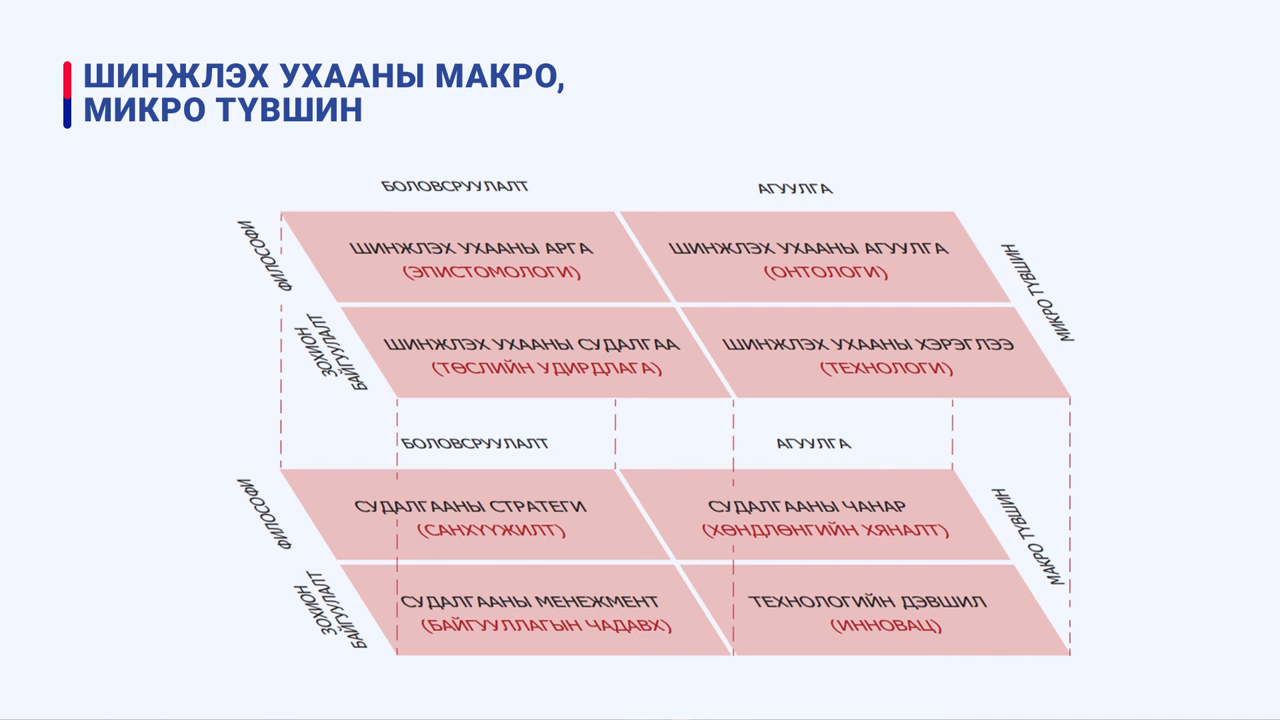 ШИНЖЛЭХ УХААНЫ МАКРО,
МИКРО ТҮВШИН
БОЛОВСРУУЛАЛТ
АГУУЛГА
ФИЛОСОФИ
ШИНЖЛЭХ УХААНЫ АРГА
(ЭПИСТОМОЛОГИ)
ШИНЖЛЭХ УХААНЫ АГУУЛГА
(ОНТОЛОГИ)
МИКРО ТҮВШИН
ЗОХИОН
БАЙГУУЛАЛТ
ШИНЖЛЭХ УХААНЫ СУДАЛГАА
(ТӨСЛИЙН УДИРДЛАГА)
ШИНЖЛЭХ УХААНЫ ХЭРЭГЛЭЭ
(ТЕХНОЛОГИ)
БОЛОВСРУУЛАЛТ
АГУУЛГА
ФИЛОСОФИ
СУДАЛГААНЫ СТРАТЕГИ
(САНХҮҮЖИЛТ)
СУДАЛГААНЫ ЧАНАР
(ХӨНДЛӨНГИЙН ХЯНАЛТ)
МАКРО ТҮВШИН
ЗОХИОН
БАЙГУУЛАЛТ
СУДАЛГААНЫ МЕНЕЖМЕНТ
(БАЙГУУЛЛАГЫН ЧАДАВХ)
ТЕХНОЛОГИЙН ДЭВШИЛ
(ИННОВАЦ)